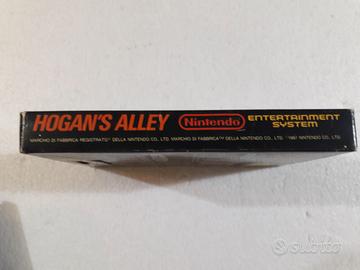 HOGAN'S ALLEY Nintendo ENTERTAINMENT SYSTEM
MARCHIO DI FABBRICA REGISTRATO DELLA NINTENDO CO., LTD. MARCHIO DI FABBRICA™ DELLA NINTENDO CO., LTD. ©1987 NINTENDO CO., LTD.
Subito